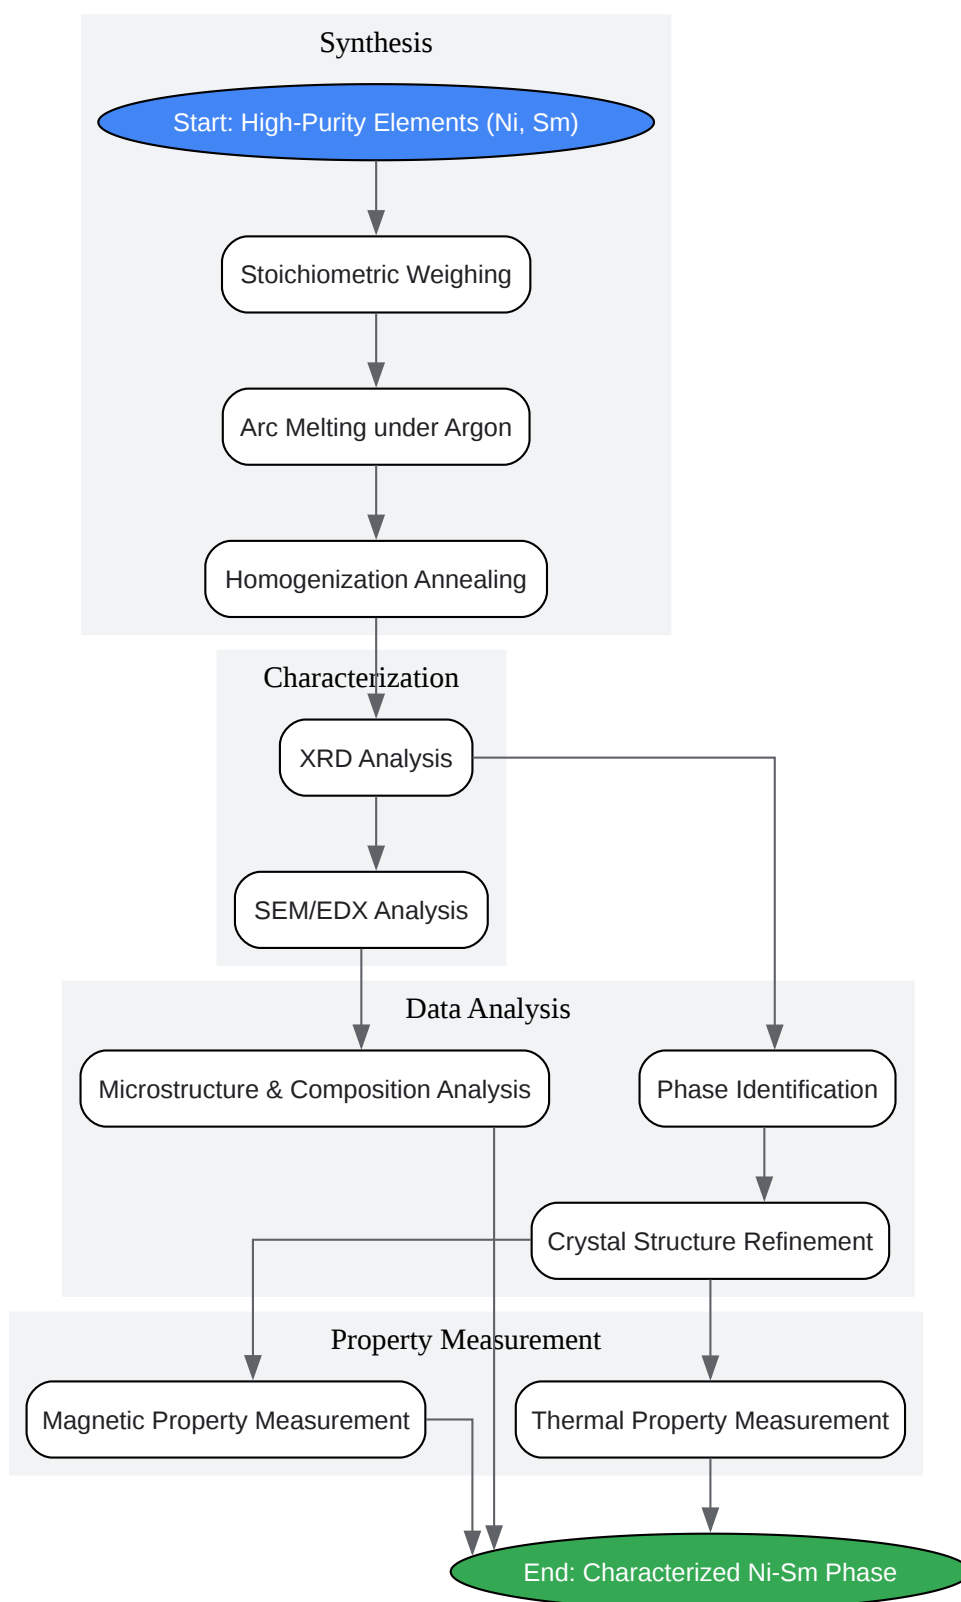 Synthesis
Start: High-Purity Elements (Ni, Sm)
Stoichiometric Weighing
Arc Melting under Argon
Homogenization Annealing
Characterization
XRD Analysis
SEM/EDX Analysis
Data Analysis
Microstructure & Composition Analysis
Phase Identification
Crystal Structure Refinement
Property Measurement
Magnetic Property Measurement
Thermal Property Measurement
End: Characterized Ni-Sm Phase